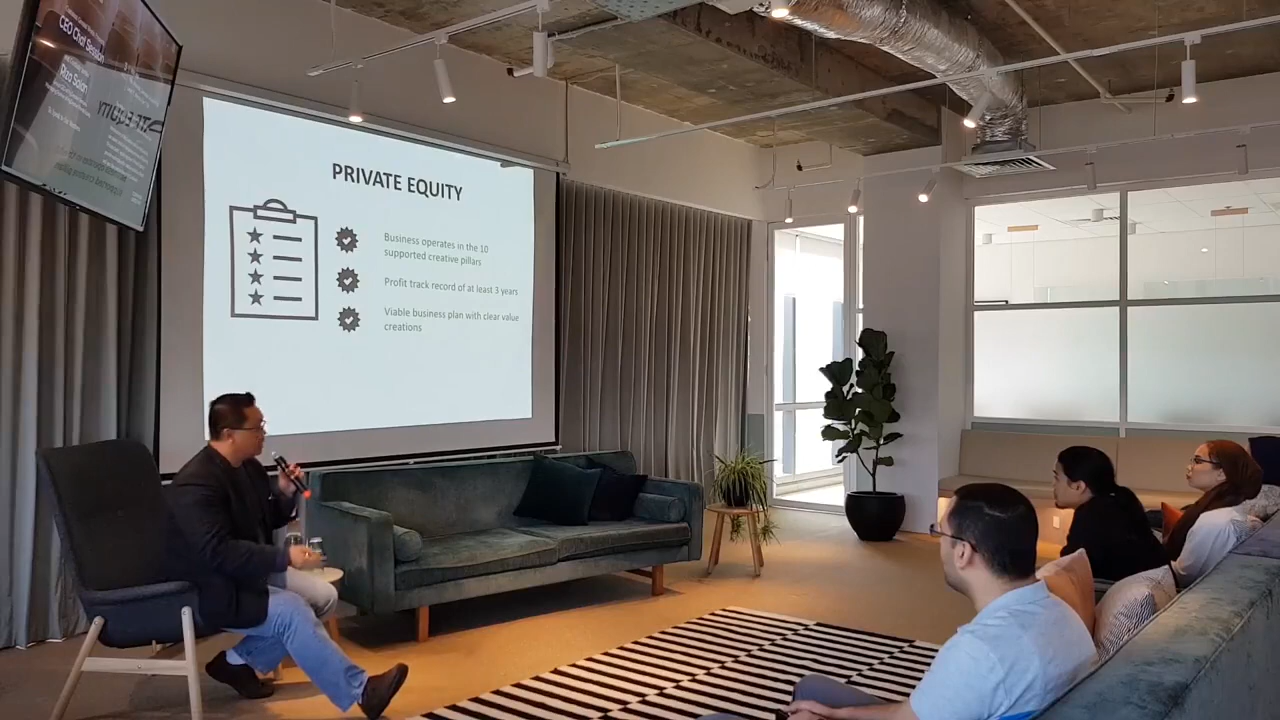 CEO Chat Session
PRIVATE EQUITY
Business operates in the 10
supported creative pillars
Profit track record of at least 3 years
Viable business plan with clear value
creations